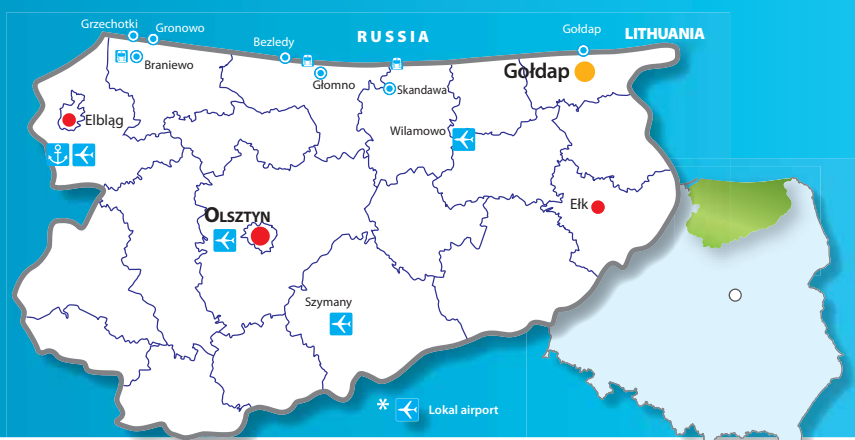 Grzechotki
Gronowo
Bezledy
RUSSIA
Gołdap
LITHUANIA
Braniewo
Głomno
Skandawa
Gołdap
Elbląg
Wilamowo
Ełk
OLSZTYN
Szymany
* Lokal airport